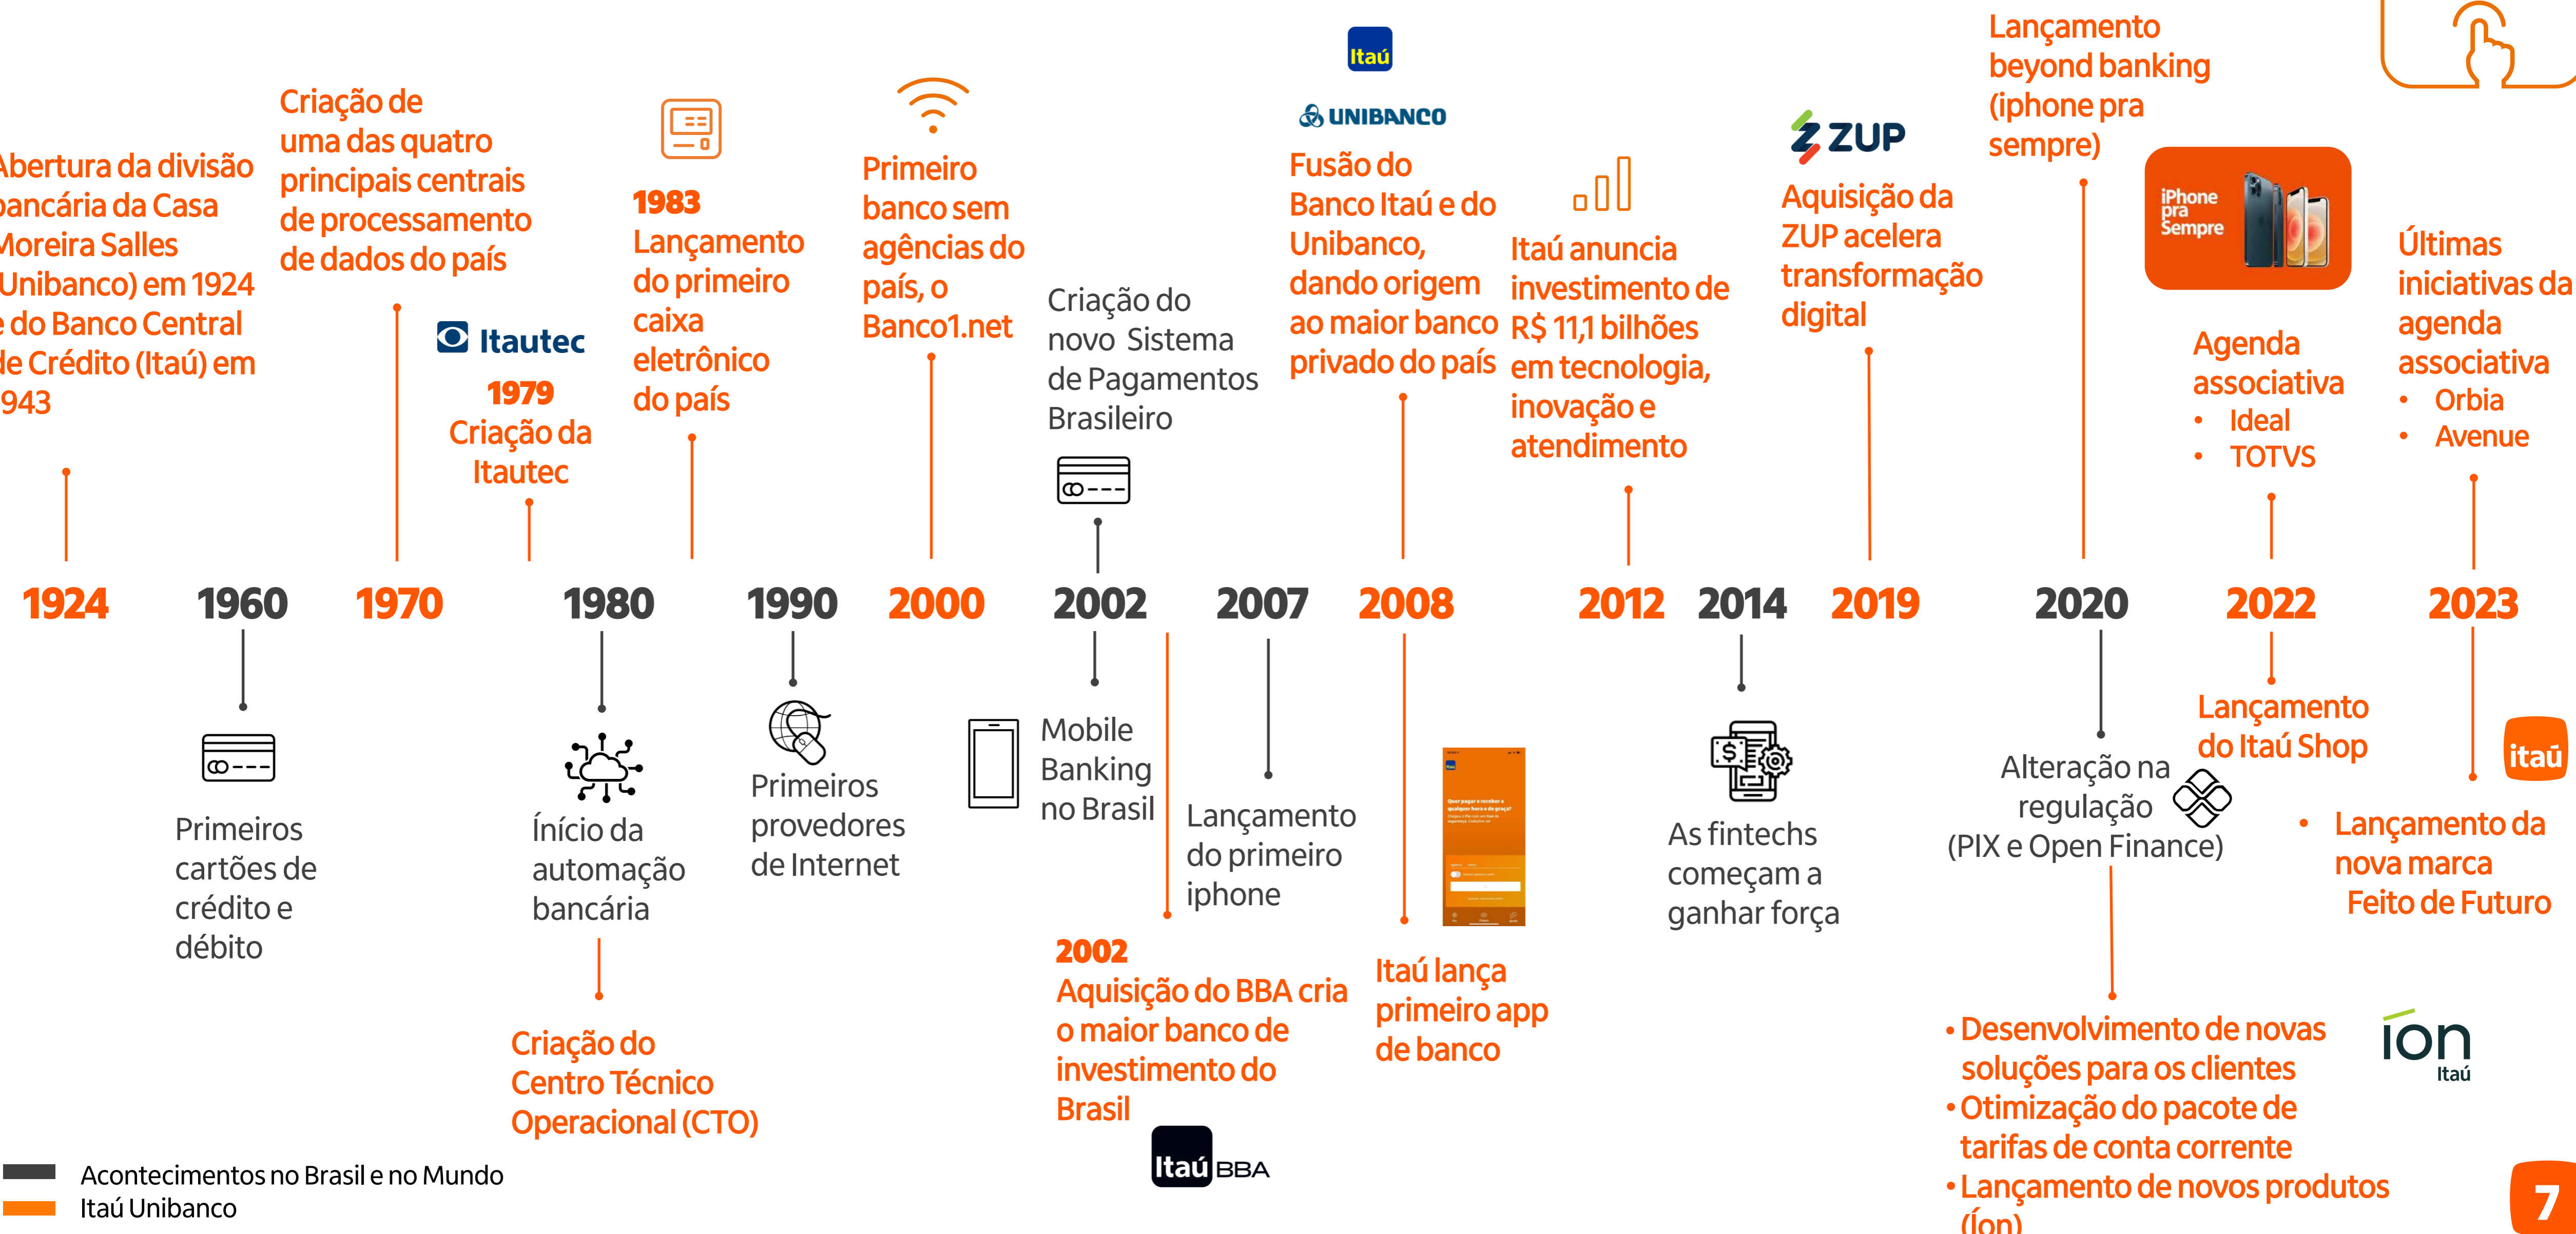 Abertura da divisão
bancária da Casa
Moreira Salles
(Unibanco) em 1924
e do Banco Central
de Crédito (Itaú) em
1943
Criação de
uma das quatro
principais centrais
de processamento
de dados do país
Itautec
1979
Criação da
Itautec
1983
Lançamento
do primeiro
caixa
eletrônico
do país
Primeiro
banco sem
agências do
país, o
Banco1.net
Criação do
novo Sistema
de Pagamentos
Brasileiro
Itaú
UNIBANCO
Fusão do
Banco Itaú e do
Unibanco,
dando origem
ao maior banco
privado do país
Itaú anuncia
investimento de
R$ 11,1 bilhões
em tecnologia,
inovação e
atendimento
ZUP
Aquisição da
ZUP acelera
transformação
digital
Lançamento
beyond banking
(iphone pra
sempre)
iPhone
pra
Sempre
Agenda
associativa
• Ideal
• TOTVS
Últimas
iniciativas da
agenda
associativa
• Orbia
• Avenue
1924 1960 1970 1980 1990 2000 2002 2007 2008 2012 2014 2019 2020 2022 2023
Primeiros
cartões de
crédito e
débito
Ínício da
automação
bancária
Criação do
Centro Técnico
Operacional (CTO)
Primeiros
provedores
de Internet
Mobile
Banking
no Brasil
2002
Aquisição do BBA cria
o maior banco de
investimento do
Brasil
Itaú BBA
Lançamento
do primeiro
iphone
Quer pagar e receber a
qualquer hora e de graça?
Itaú lança
primeiro app
de banco
As fintechs
começam a
ganhar força
Alteração na
regulação
(PIX e Open Finance)
• Desenvolvimento de novas
soluções para os clientes
• Otimização do pacote de
tarifas de conta corrente
• Lançamento de novos produtos
(Íon)
Lançamento
do Itaú Shop
itaú
• Lançamento da
nova marca
Feito de Futuro
íon
Itaú
Acontecimentos no Brasil e no Mundo
Itaú Unibanco
7